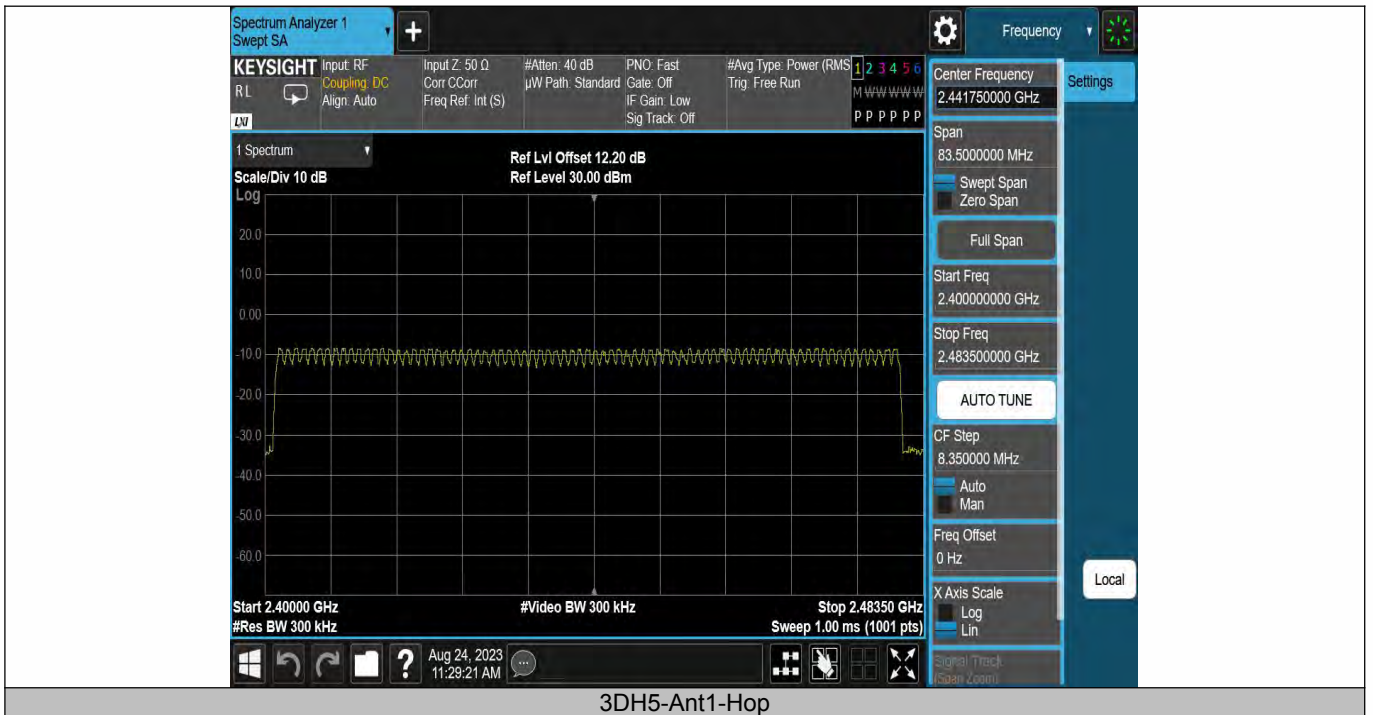 Spectrum Analyzer 1
Swept SA
Frequency
KEYSIGHT
RL
LXI
Input: RF
Coupling: DC
Align: Auto
Input Z: 50 Ω
Corr CCorr
Freq Ref: Int (S)
#Atten: 40 dB
µW Path: Standard
PNO: Fast
Gate: Off
IF Gain: Low
Sig Track: Off
#Avg Type: Power (RMS
Trig: Free Run
1 2 3 4 5 6
M W W W W W
P P P P P P
1 Spectrum
Scale/Div 10 dB
Ref Lvl Offset 12.20 dB
Ref Level 30.00 dBm
Log
20.0
10.0
0.00
-10.0
-20.0
-30.0
-40.0
-50.0
-60.0
Start 2.40000 GHz
#Video BW 300 kHz
Stop 2.48350 GHz
#Res BW 300 kHz
Sweep 1.00 ms (1001 pts)
Center Frequency
2.441750000 GHz
Settings
Span
83.5000000 MHz
Swept Span
Zero Span
Full Span
Start Freq
2.400000000 GHz
Stop Freq
2.483500000 GHz
AUTO TUNE
CF Step
8.350000 MHz
Auto
Man
Freq Offset
0 Hz
Local
X Axis Scale
Log
Lin
Signal Track
(Span Zoom)
Aug 24, 2023
11:29:21 AM
3DH5-Ant1-Hop